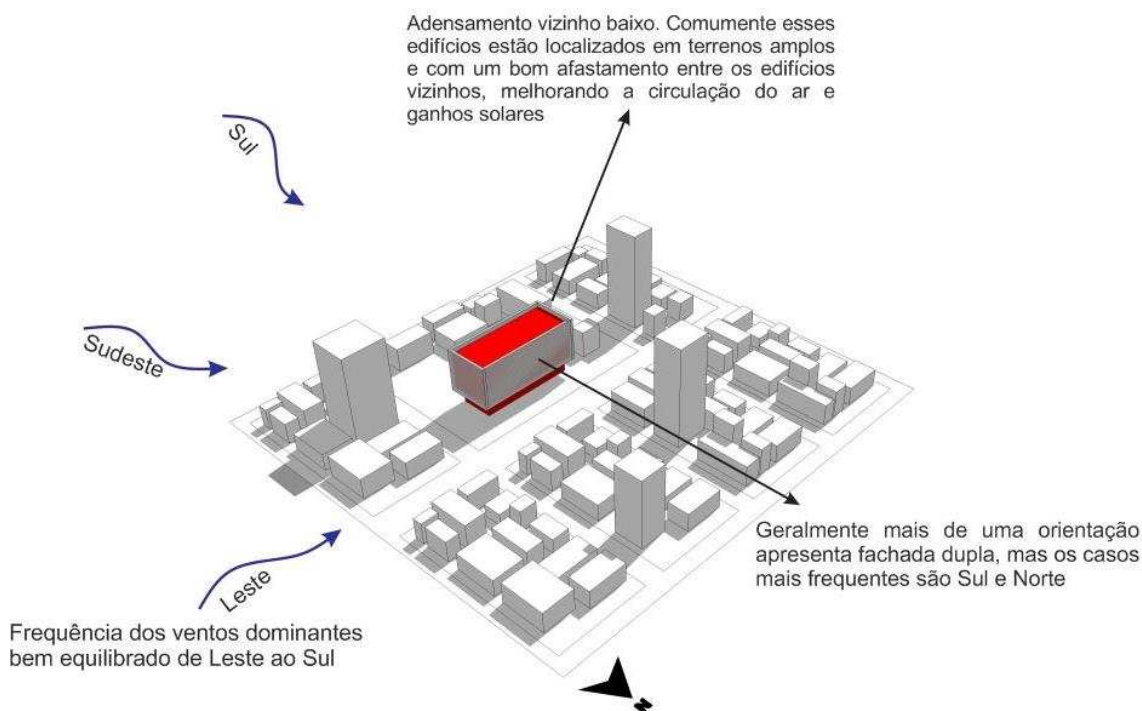 Adensamento vizinho baixo. Comumente esses
edifícios estão localizados em terrenos amplos
e com um bom afastamento entre os edifícios
vizinhos, melhorando a circulação do ar e
ganhos solares
Sul
Sudeste
Geralmente mais de uma orientação
apresenta fachada dupla, mas os casos
mais frequentes são Sul e Norte
Leste
Frequência dos ventos dominantes
bem equilibrado de Leste ao Sul
N